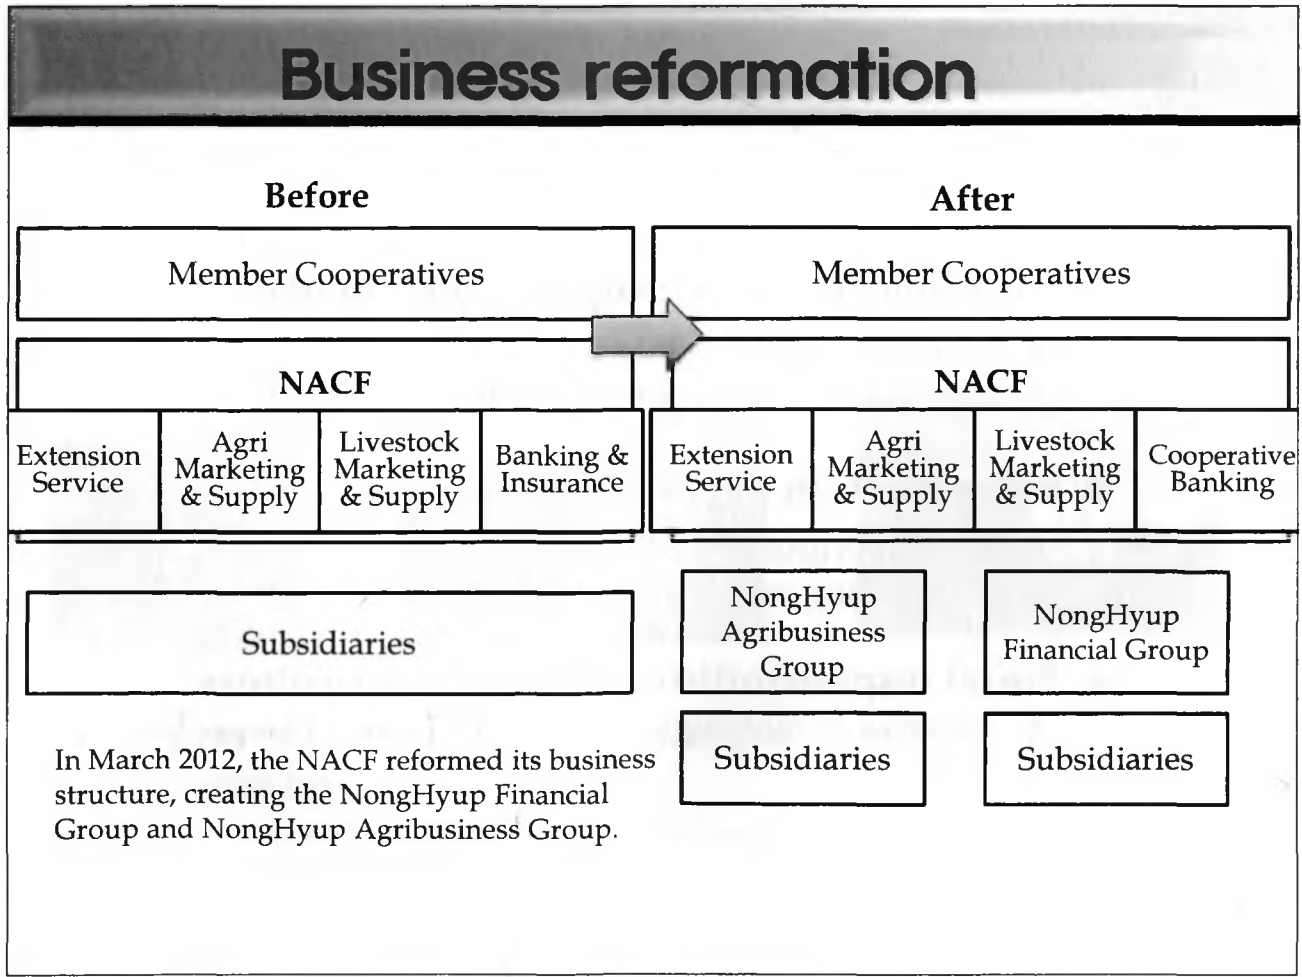 Business reformation
Before
Member Cooperatives
NACF
Extension
Service
Agri
Marketing
& Supply
Livestock
Marketing
& Supply
Banking &
Insurance
Subsidiaries
In March 2012, the NACF reformed its business
structure, creating the NongHyup Financial
Group and NongHyup Agribusiness Group.
After
Member Cooperatives
NACF
Extension
Service
Agri
Marketing
& Supply
Livestock
Marketing
& Supply
Cooperative
Banking
NongHyup
Agribusiness
Group
NongHyup
Financial Group
Subsidiaries
Subsidiaries